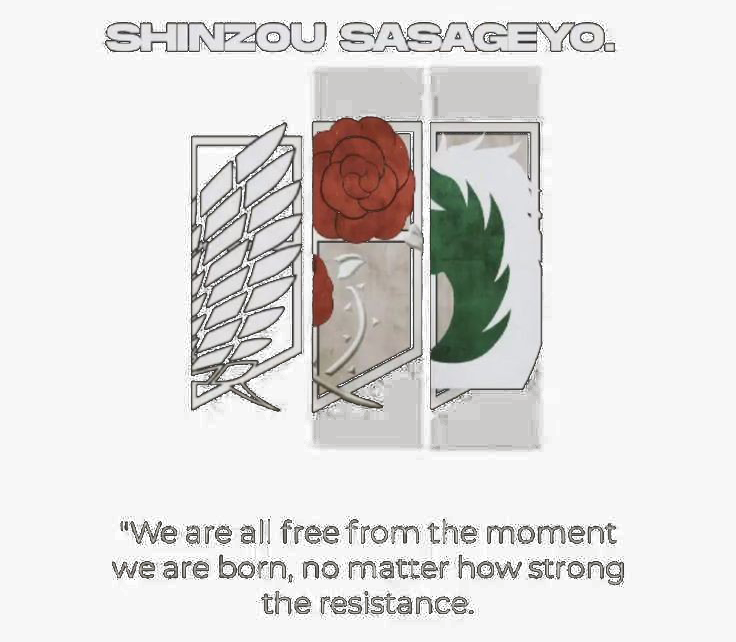 SHINZOU SASAGEYO.
"We are all free from the moment
we are born, no matter how strong
the resistance.